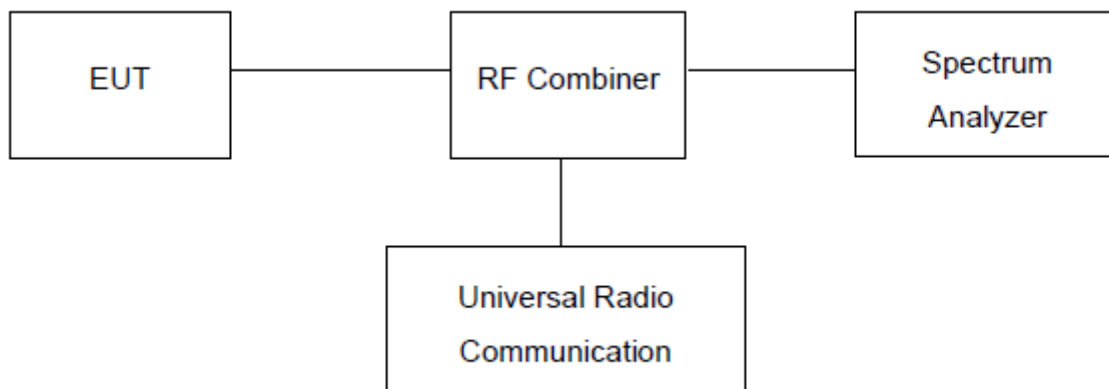 EUT
RF Combiner
Spectrum
Analyzer
Universal Radio
Communication